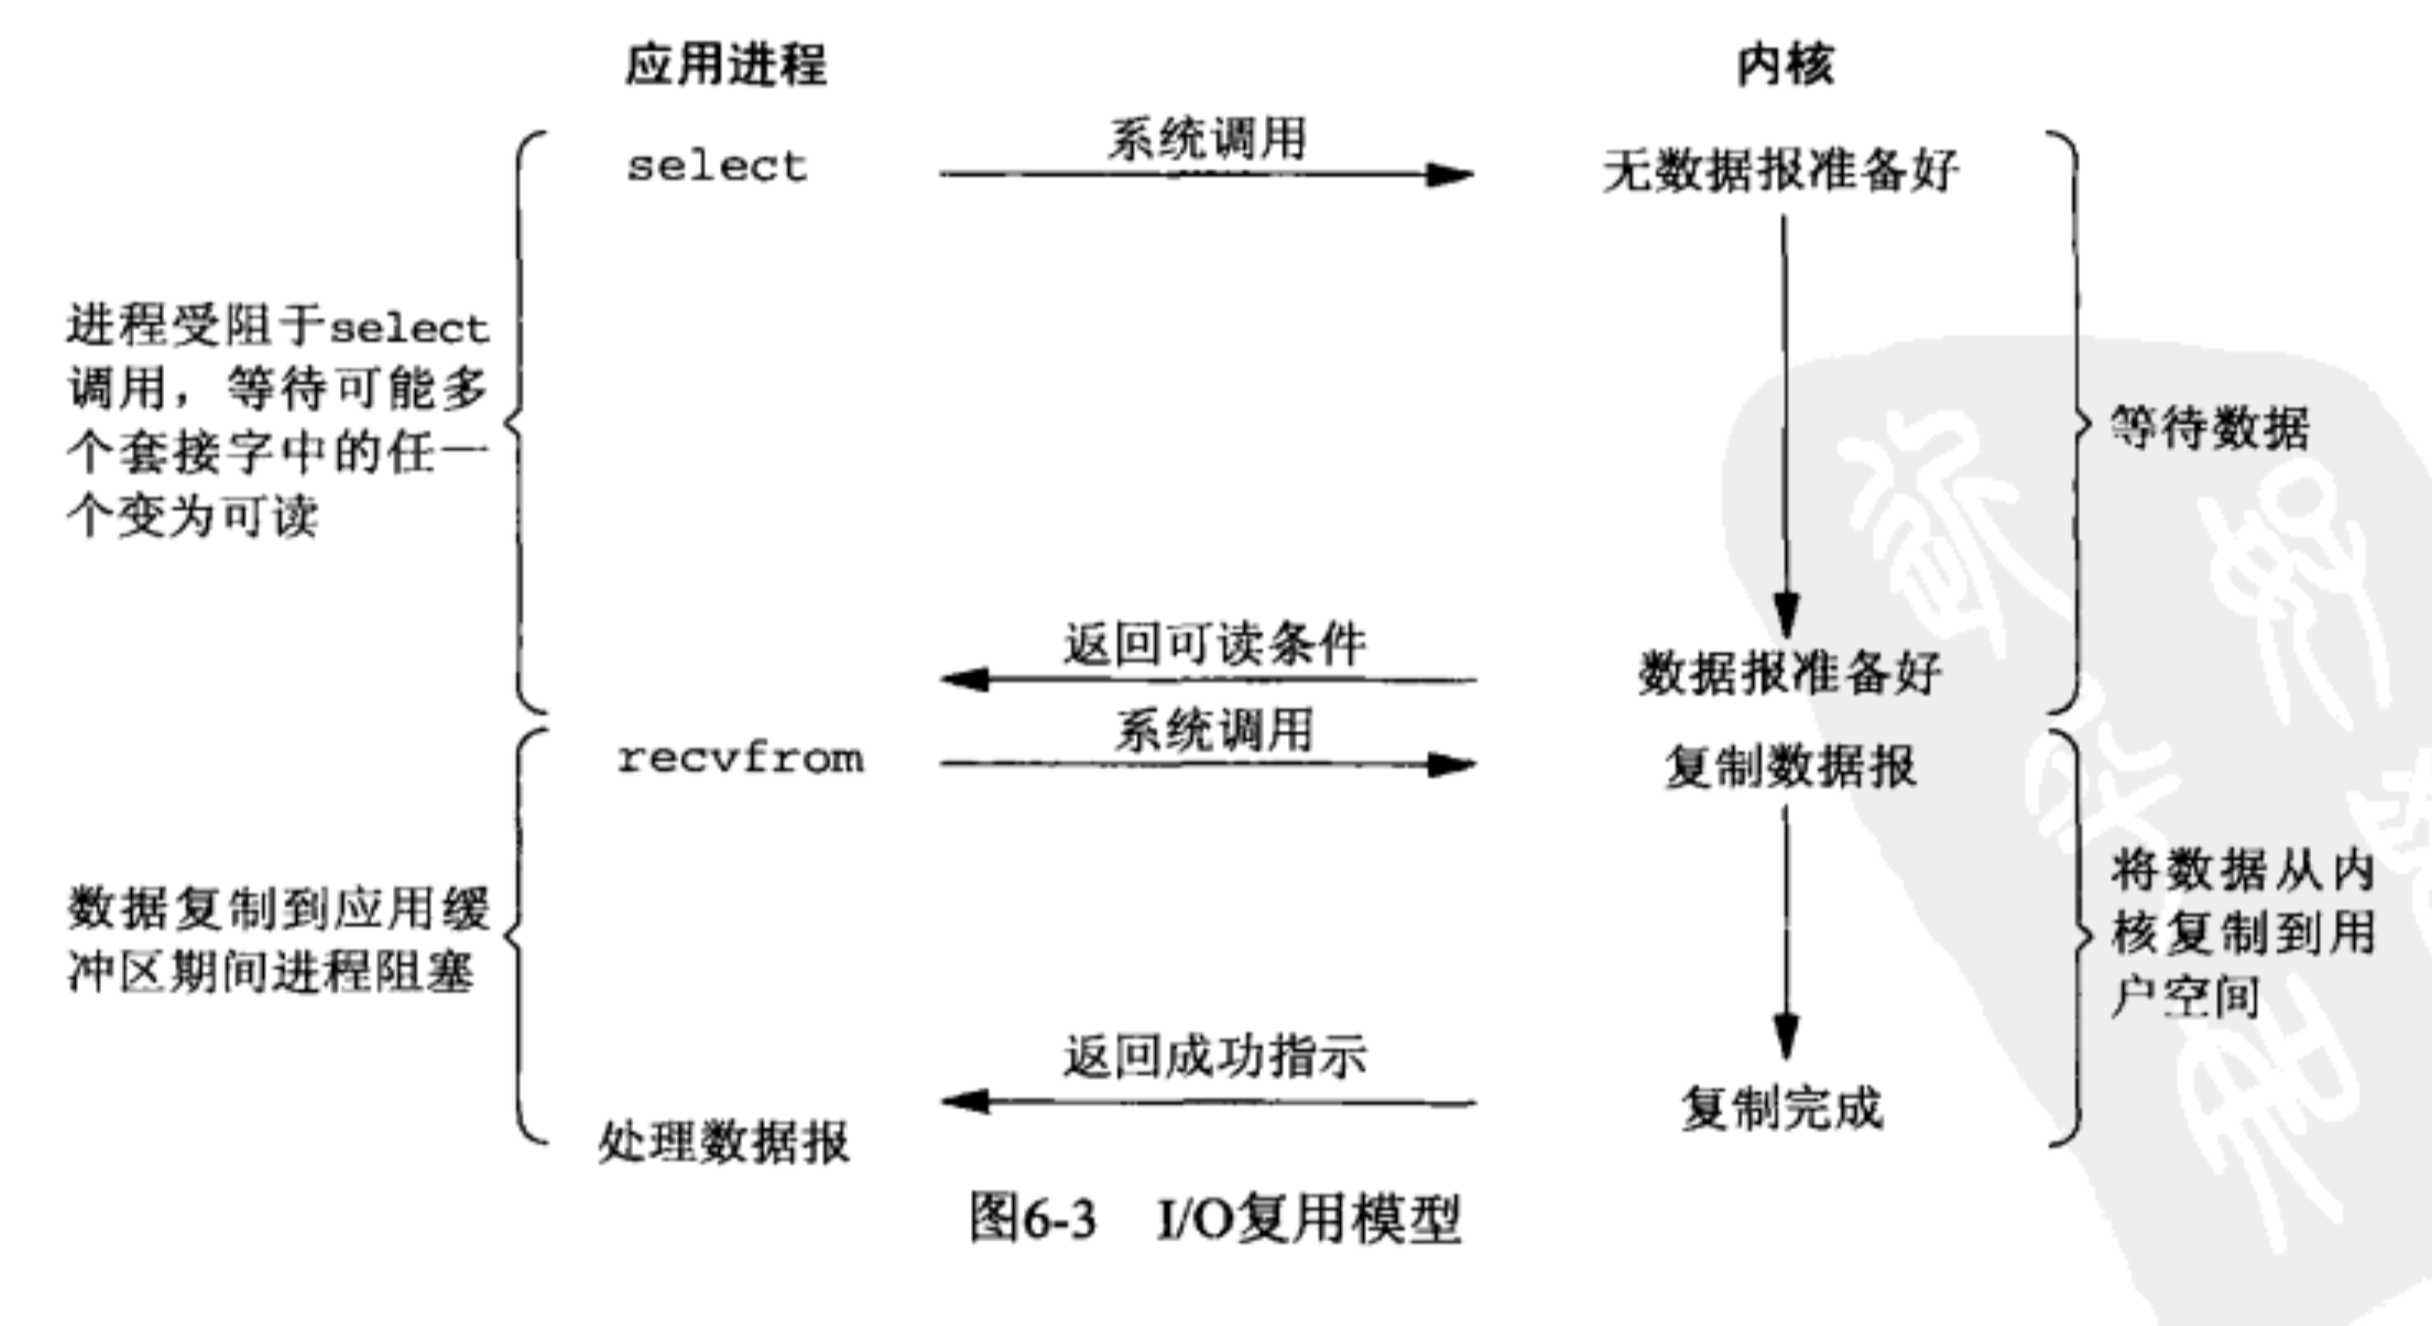 应用进程
内核
select
系统调用
无数据报准备好
进程受阻于select
调用，等待可能多
个套接字中的任一
个变为可读
等待数据
返回可读条件
数据报准备好
recvfrom
系统调用
复制数据报
数据复制到应用缓
冲区期间进程阻塞
将数据从内
核复制到用
户空间
返回成功指示
复制完成
处理数据报
图6-3 I/O复用模型